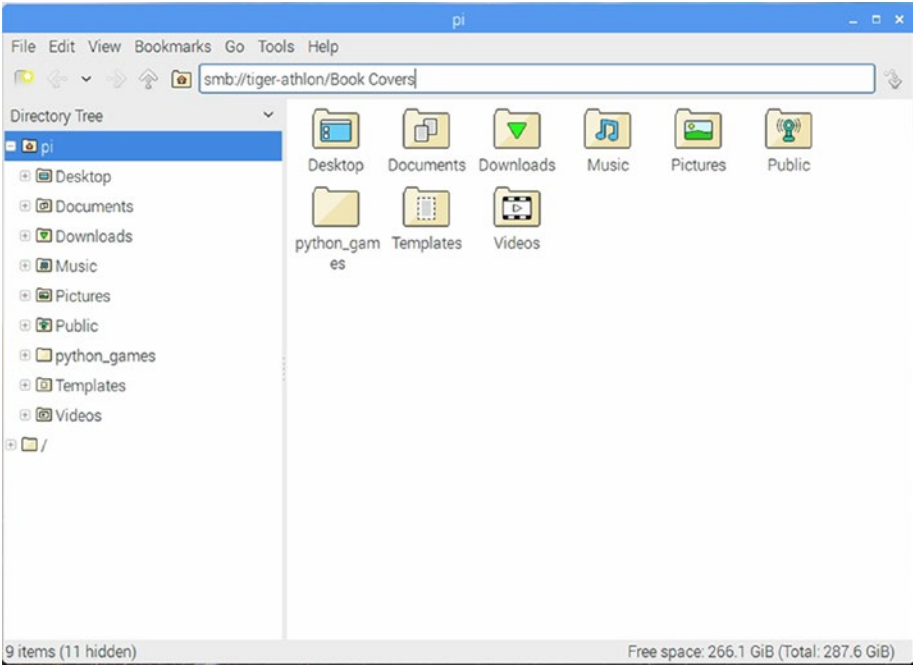 pi
File Edit View Bookmarks Go Tools Help
smb://tiger-athlon/Book Covers
Directory Tree
pi
Desktop
Documents
Downloads
Music
Pictures
Public
python_games
Templates
Videos
/
Desktop Documents Downloads Music Pictures Public
python_gam Templates Videos
es
9 items (11 hidden) Free space: 266.1 GiB (Total: 287.6 GiB)